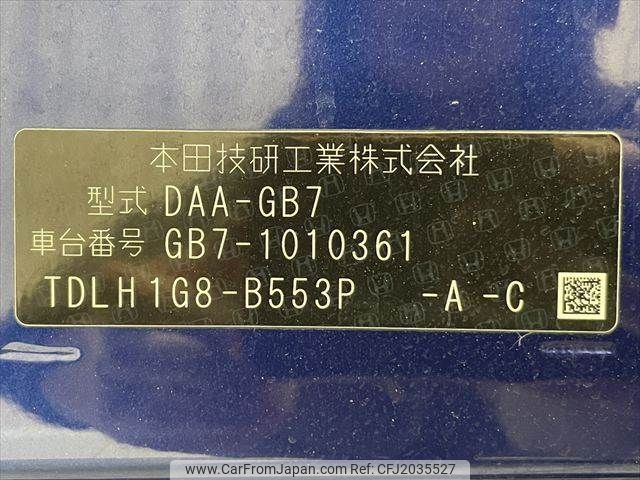 本田技研工業株式会社
型式 DAA-GB7
車台番号 GB7-1010361
TDLH1G8-B553P -A -C
www.CarFromJapan.com CFJ2035527